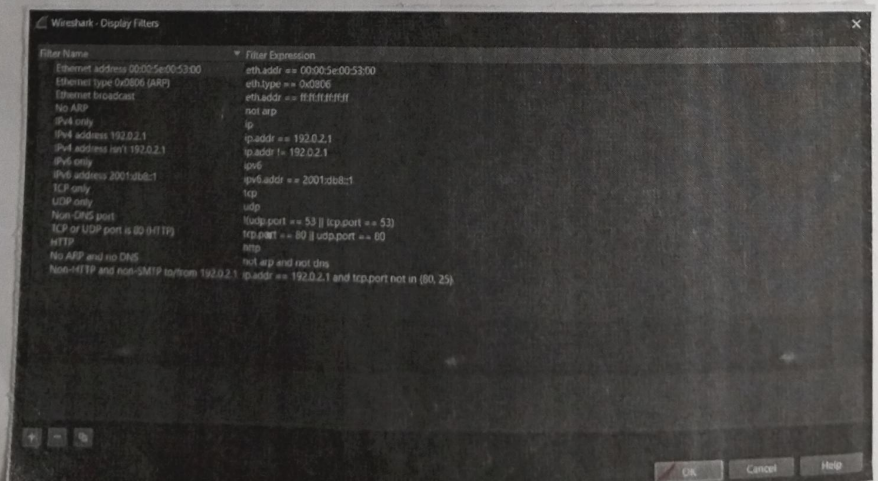 Wireshark - Display Filters
Filter Name Filter Expression
Ethernet address 00:00:5e:00:53:00 eth.addr == 00:00:5e:00:53:00
Ethernet type 0x0806 (ARP) eth.type == 0x0806
Ethernet broadcast eth.addr == ff:ff:ff:ff:ff:ff
No ARP not arp
IPv4 only ip
IPv4 address 192.0.2.1 ip.addr == 192.0.2.1
IPv4 address isn't 192.0.2.1 ip.addr != 192.0.2.1
IPv6 only ipv6
IPv6 address 2001:db8::1 ipv6.addr == 2001:db8::1
TCP only tcp
UDP only udp
Non-DNS port !(udp.port == 53 || tcp.port == 53)
TCP or UDP port is 80 (HTTP) tcp.port == 80 || udp.port == 80
HTTP http
No ARP and no DNS not arp and not dns
Non-HTTP and non-SMTP to/from 192.0.2.1 ip.addr == 192.0.2.1 and tcp.port not in {80, 25}
OK Cancel Help